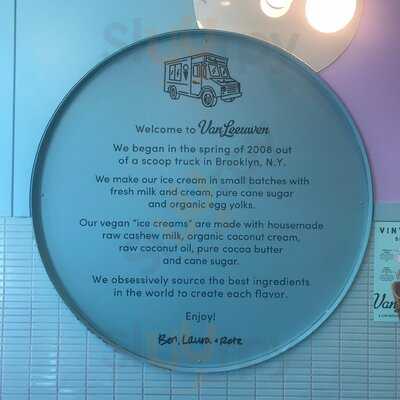 Welcome to Van Leeuwen
We began in the spring of 2008 out
of a scoop truck in Brooklyn, N.Y.
We make our ice cream in small batches with
fresh milk and cream, pure cane sugar
and organic egg yolks.
Our vegan "ice creams" are made with housemade
raw cashew milk, organic coconut cream,
raw coconut oil, pure cocoa butter
and cane sugar.
We obsessively source the best ingredients
in the world to create each flavor.
Enjoy!
Ben, Laura + Pete